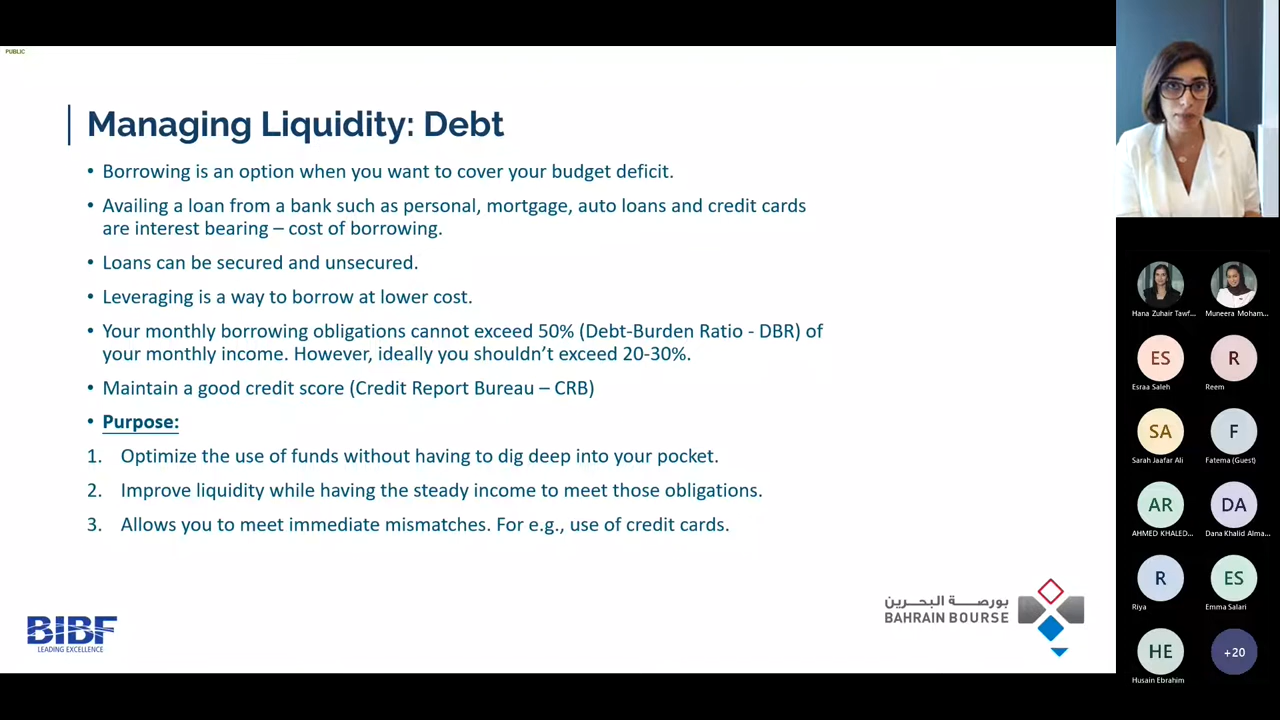 PUBLIC
Managing Liquidity: Debt
• Borrowing is an option when you want to cover your budget deficit.
• Availing a loan from a bank such as personal, mortgage, auto loans and credit cards
are interest bearing – cost of borrowing.
• Loans can be secured and unsecured.
• Leveraging is a way to borrow at lower cost.
• Your monthly borrowing obligations cannot exceed 50% (Debt-Burden Ratio - DBR) of
your monthly income. However, ideally you shouldn’t exceed 20-30%.
• Maintain a good credit score (Credit Report Bureau – CRB)
• Purpose:
1. Optimize the use of funds without having to dig deep into your pocket.
2. Improve liquidity while having the steady income to meet those obligations.
3. Allows you to meet immediate mismatches. For e.g., use of credit cards.
BIBF
LEADING EXCELLENCE
بورصة البحرين
BAHRAIN BOURSE
Hana Zuhair Tawf...
Muneera Moham...
ES
R
Esraa Saleh
Reem
SA
F
Sarah Jaafar Ali
Fatema (Guest)
AR
DA
AHMED KHALED...
Dana Khalid Alma...
R
ES
Riya
Emma Salari
HE
+20
Husain Ebrahim